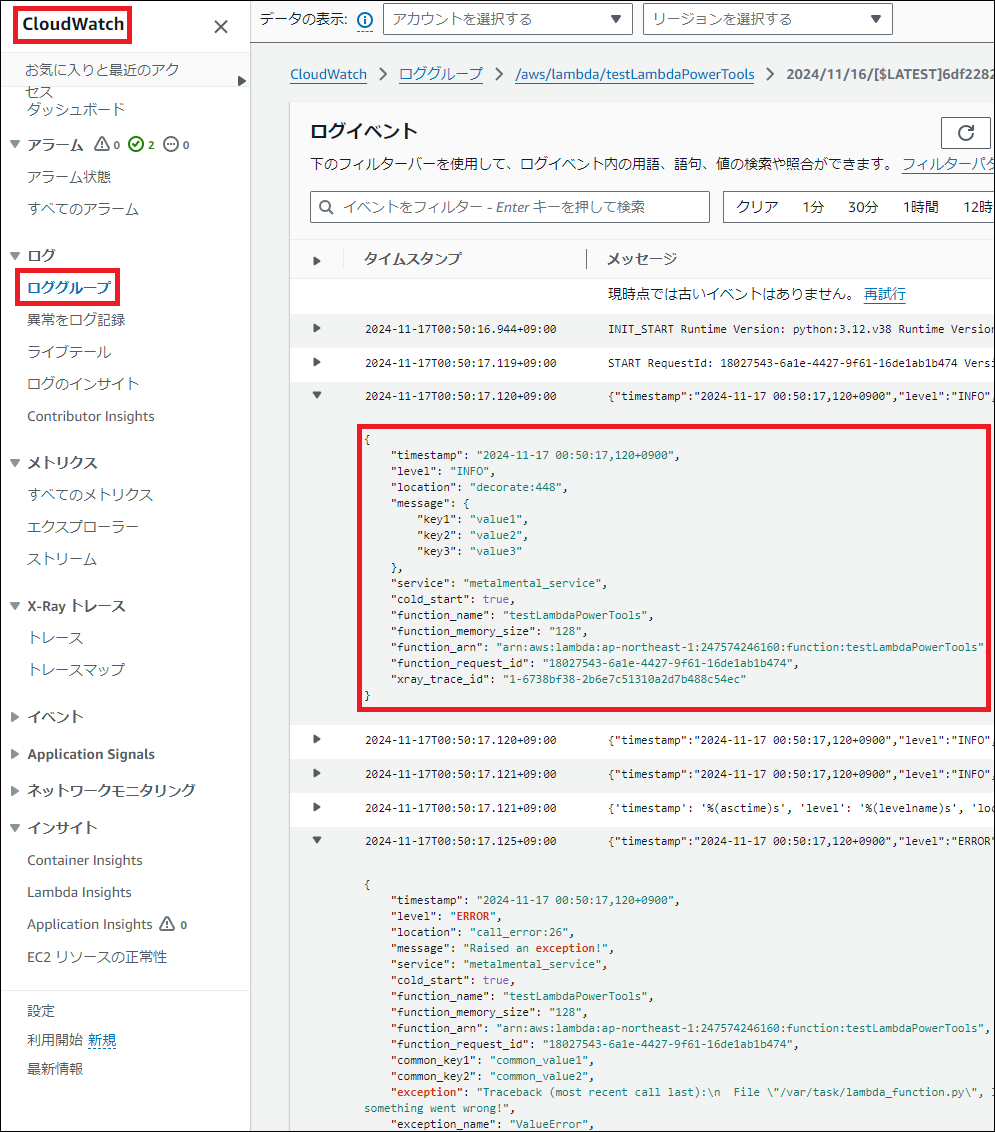 CloudWatch
お気に入りと最近のアク
セス
ダッシュボード
アラーム 0 2 0
アラーム状態
すべてのアラーム
ログ
ロググループ
異常をログ記録
ライブテール
ログのインサイト
Contributor Insights
メトリクス
すべてのメトリクス
エクスプローラー
ストリーム
X-Ray トレース
トレース
トレースマップ
イベント
Application Signals
ネットワークモニタリング
インサイト
Container Insights
Lambda Insights
Application Insights 0
EC2 リソースの正常性
設定
利用開始 新規
最新情報
データの表示: アカウントを選択する リージョンを選択する
CloudWatch ロググループ /aws/lambda/testLambdaPowerTools 2024/11/16/[$LATEST]6df2282
ログイベント
下のフィルターバーを使用して、ログイベント内の用語、語句、値の検索や照合ができます。 フィルターパタ
イベントをフィルター - Enter キーを押して検索 クリア 1分 30分 1時間 12時
タイムスタンプ メッセージ
現時点では古いイベントはありません。 再試行
2024-11-17T00:50:16.944+09:00 INIT_START Runtime Version: python:3.12.v38 Runtime Version
2024-11-17T00:50:17.119+09:00 START RequestId: 18027543-6a1e-4427-9f61-16de1ab1b474 Versi
2024-11-17T00:50:17.120+09:00 {"timestamp":"2024-11-17 00:50:17,120+0900","level":"INFO",
{
"timestamp": "2024-11-17 00:50:17,120+0900",
"level": "INFO",
"location": "decorate:448",
"message": {
"key1": "value1",
"key2": "value2",
"key3": "value3"
},
"service": "metalmental_service",
"cold_start": true,
"function_name": "testLambdaPowerTools",
"function_memory_size": "128",
"function_arn": "arn:aws:lambda:ap-northeast-1:247574246160:function:testLambdaPowerTools"
"function_request_id": "18027543-6a1e-4427-9f61-16de1ab1b474",
"xray_trace_id": "1-6738bf38-2b6e7c51310a2d7b488c54ec"
}
2024-11-17T00:50:17.120+09:00 {"timestamp":"2024-11-17 00:50:17,120+0900","level":"INFO",
2024-11-17T00:50:17.121+09:00 {"timestamp":"2024-11-17 00:50:17,120+0900","level":"INFO",
2024-11-17T00:50:17.121+09:00 {'timestamp': '%(asctime)s', 'level': '%(levelname)s', 'loc
2024-11-17T00:50:17.125+09:00 {"timestamp":"2024-11-17 00:50:17,120+0900","level":"ERROR"
{
"timestamp": "2024-11-17 00:50:17,120+0900",
"level": "ERROR",
"location": "call_error:26",
"message": "Raised an exception!",
"service": "metalmental_service",
"cold_start": true,
"function_name": "testLambdaPowerTools",
"function_memory_size": "128",
"function_arn": "arn:aws:lambda:ap-northeast-1:247574246160:function:testLambdaPowerTools",
"function_request_id": "18027543-6a1e-4427-9f61-16de1ab1b474",
"common_key1": "common_value1",
"common_key2": "common_value2",
"exception": "Traceback (most recent call last):\n File \"/var/task/lambda_function.py\",
something went wrong!",
"exception_name": "ValueError",